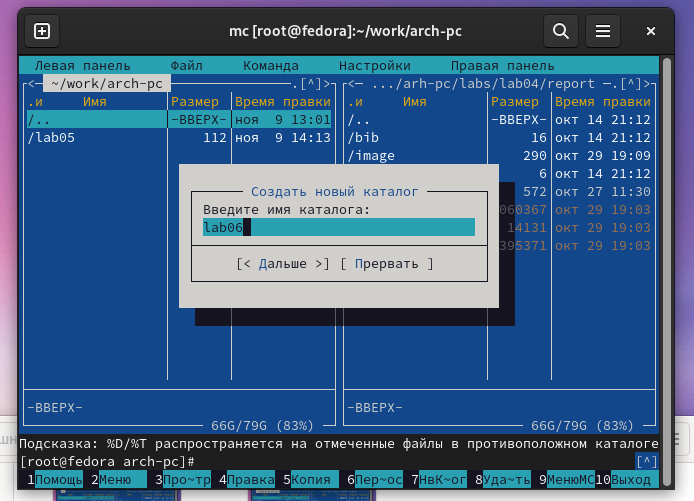 mc [root@fedora]:~/work/arch-pc
Левая панель Файл Команда Настройки Правая панель
<— ~/work/arch-pc —.[^]>
.и Имя Размер Время правки
/.. -ВВЕРХ- ноя 9 13:01
/lab05 112 ноя 9 14:13
-ВВЕРХ-
66G/79G (83%)
<— .../arh-pc/labs/lab04/report —.[^]>
.и Имя Размер Время правки
/.. -ВВЕРХ- окт 14 21:12
/bib 16 окт 14 21:12
/image 290 окт 29 19:09
6 окт 14 21:12
572 окт 27 11:30
060367 окт 29 19:03
14131 окт 29 19:03
395371 окт 29 19:03
-ВВЕРХ-
66G/79G (83%)
Создать новый каталог
Введите имя каталога:
lab06
[< Дальше >] [ Прервать ]
Подсказка: %D/%T распространяется на отмеченные файлы в противоположном каталоге
[root@fedora arch-pc]# [^]
1Помощь 2Меню 3Про~тр 4Правка 5Копия 6Пер~ос 7НвК~ог 8Уда~ть 9МенюMC 10Выход